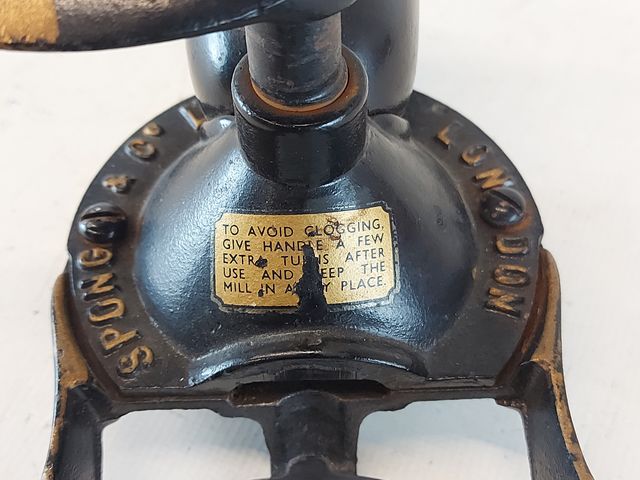 SPONG & Co. L
LONDON
TO AVOID CLOGGING,
GIVE HANDLE A FEW
EXTRA TURNS AFTER
USE AND KEEP THE
MILL IN A DRY PLACE.